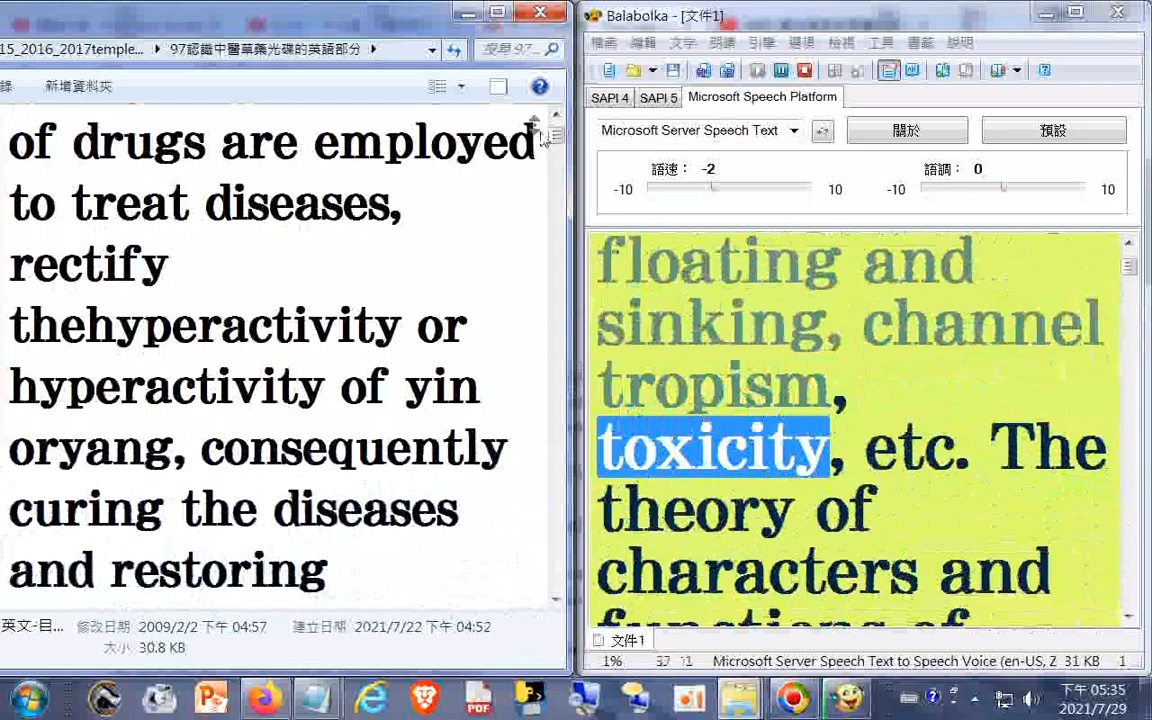 15_2016_2017temple... 97認識中醫草藥光碟的英語部分 搜尋 97...
錄 新增資料夾
of drugs are employed
to treat diseases,
rectify
thehyperactivity or
hyperactivity of yin
oryang, consequently
curing the diseases
and restoring
英文-目... 修改日期 2009/2/2 下午 04:57 建立日期 2021/7/22 下午 04:52
大小 30.8 KB
Balabolka - [文件1]
檔案 編輯 文字 朗讀 引擎 選項 檢視 工具 書籤 說明
SAPI 4 SAPI 5 Microsoft Speech Platform
Microsoft Server Speech Text 關於 預設
語速: -2 語調: 0
-10 10 -10 10
floating and
sinking, channel
tropism,
toxicity, etc. The
theory of
characters and
functions of
文件1
1% Microsoft Server Speech Text to Speech Voice (en-US, Z 31 KB 1
PDF
下午 05:35
2021/7/29